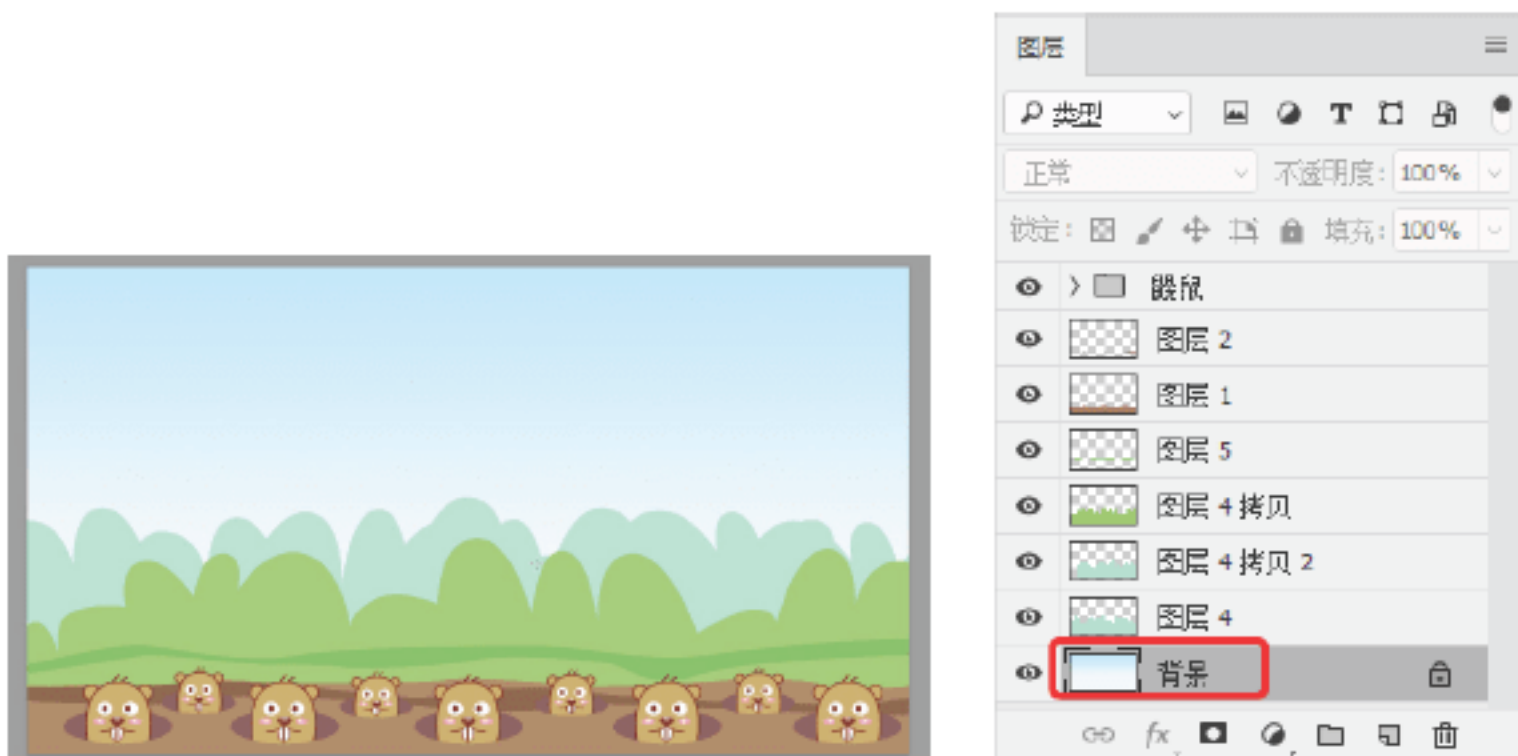 图层
类型
正常 不透明度: 100%
锁定: 填充: 100%
鼹鼠
图层 2
图层 1
图层 5
图层 4 拷贝
图层 4 拷贝 2
图层 4
背景
fx